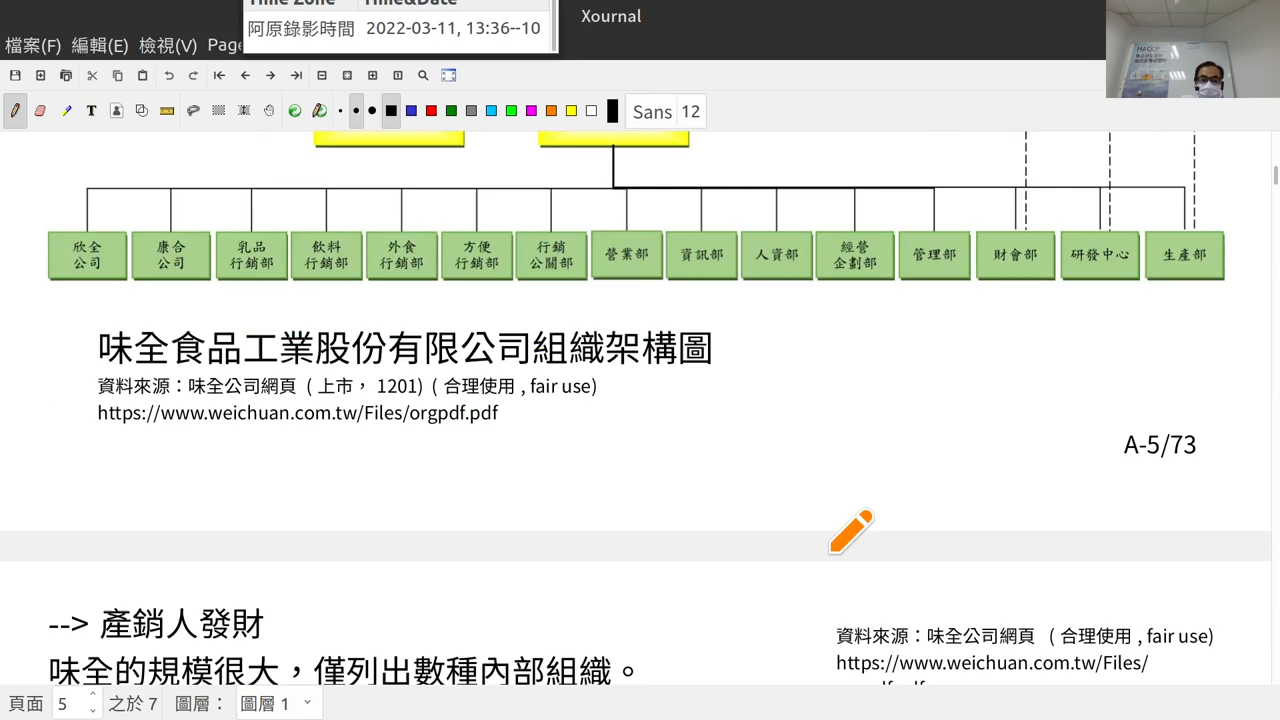 Time Zone Time&Date
阿原錄影時間 2022-03-11, 13:36--10
Xournal
檔案(F) 編輯(E) 檢視(V) Pag
HACCP
Sans 12
欣全
公司
康合
公司
乳品
行銷部
飲料
行銷部
外食
行銷部
方便
行銷部
行銷
公關部
營業部
資訊部
人資部
經營
企劃部
管理部
財會部
研發中心
生產部
味全食品工業股份有限公司組織架構圖
資料來源：味全公司網頁 ( 上市， 1201) ( 合理使用 , fair use)
https://www.weichuan.com.tw/Files/orgpdf.pdf
A-5/73
--> 產銷人發財
味全的規模很大，僅列出數種內部組織。
資料來源：味全公司網頁 ( 合理使用 , fair use)
https://www.weichuan.com.tw/Files/
頁面 5 之於 7 圖層： 圖層 1